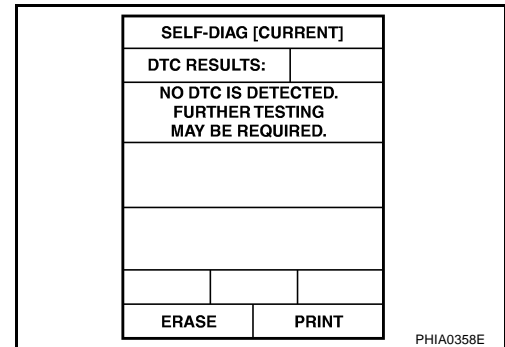 SELF-DIAG [CURRENT]
DTC RESULTS:
NO DTC IS DETECTED.
FURTHER TESTING
MAY BE REQUIRED.
ERASE PRINT
PHIA0358E